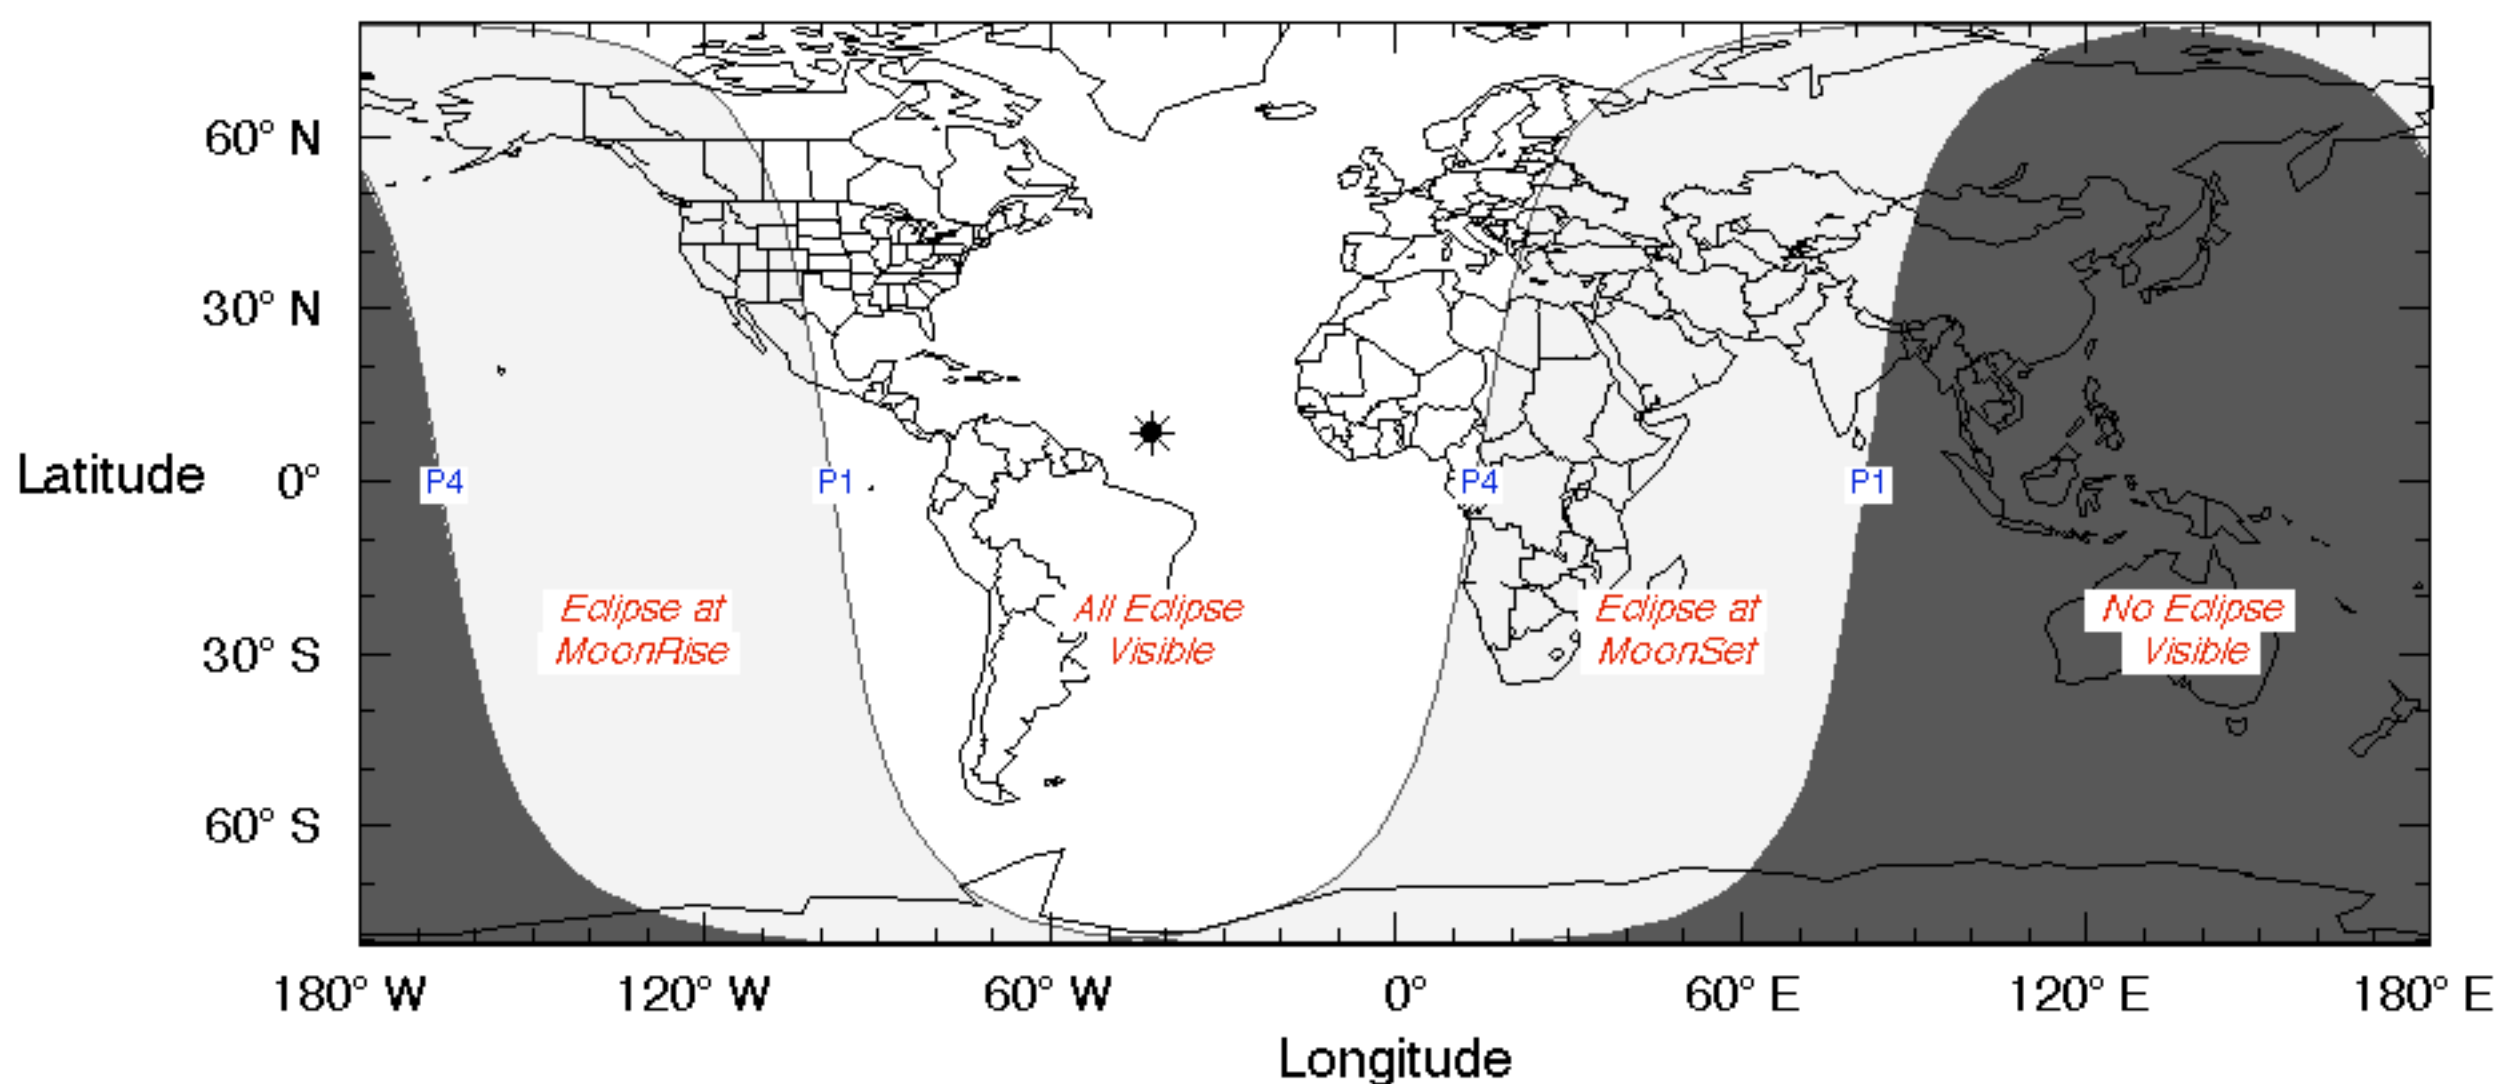 60° N
30° N
Latitude 0°
P4 P1 P4 P1
Eclipse at
MoonRise
All Eclipse
Visible
Eclipse at
MoonSet
No Eclipse
Visible
30° S
60° S
180° W 120° W 60° W 0° 60° E 120° E 180° E
Longitude